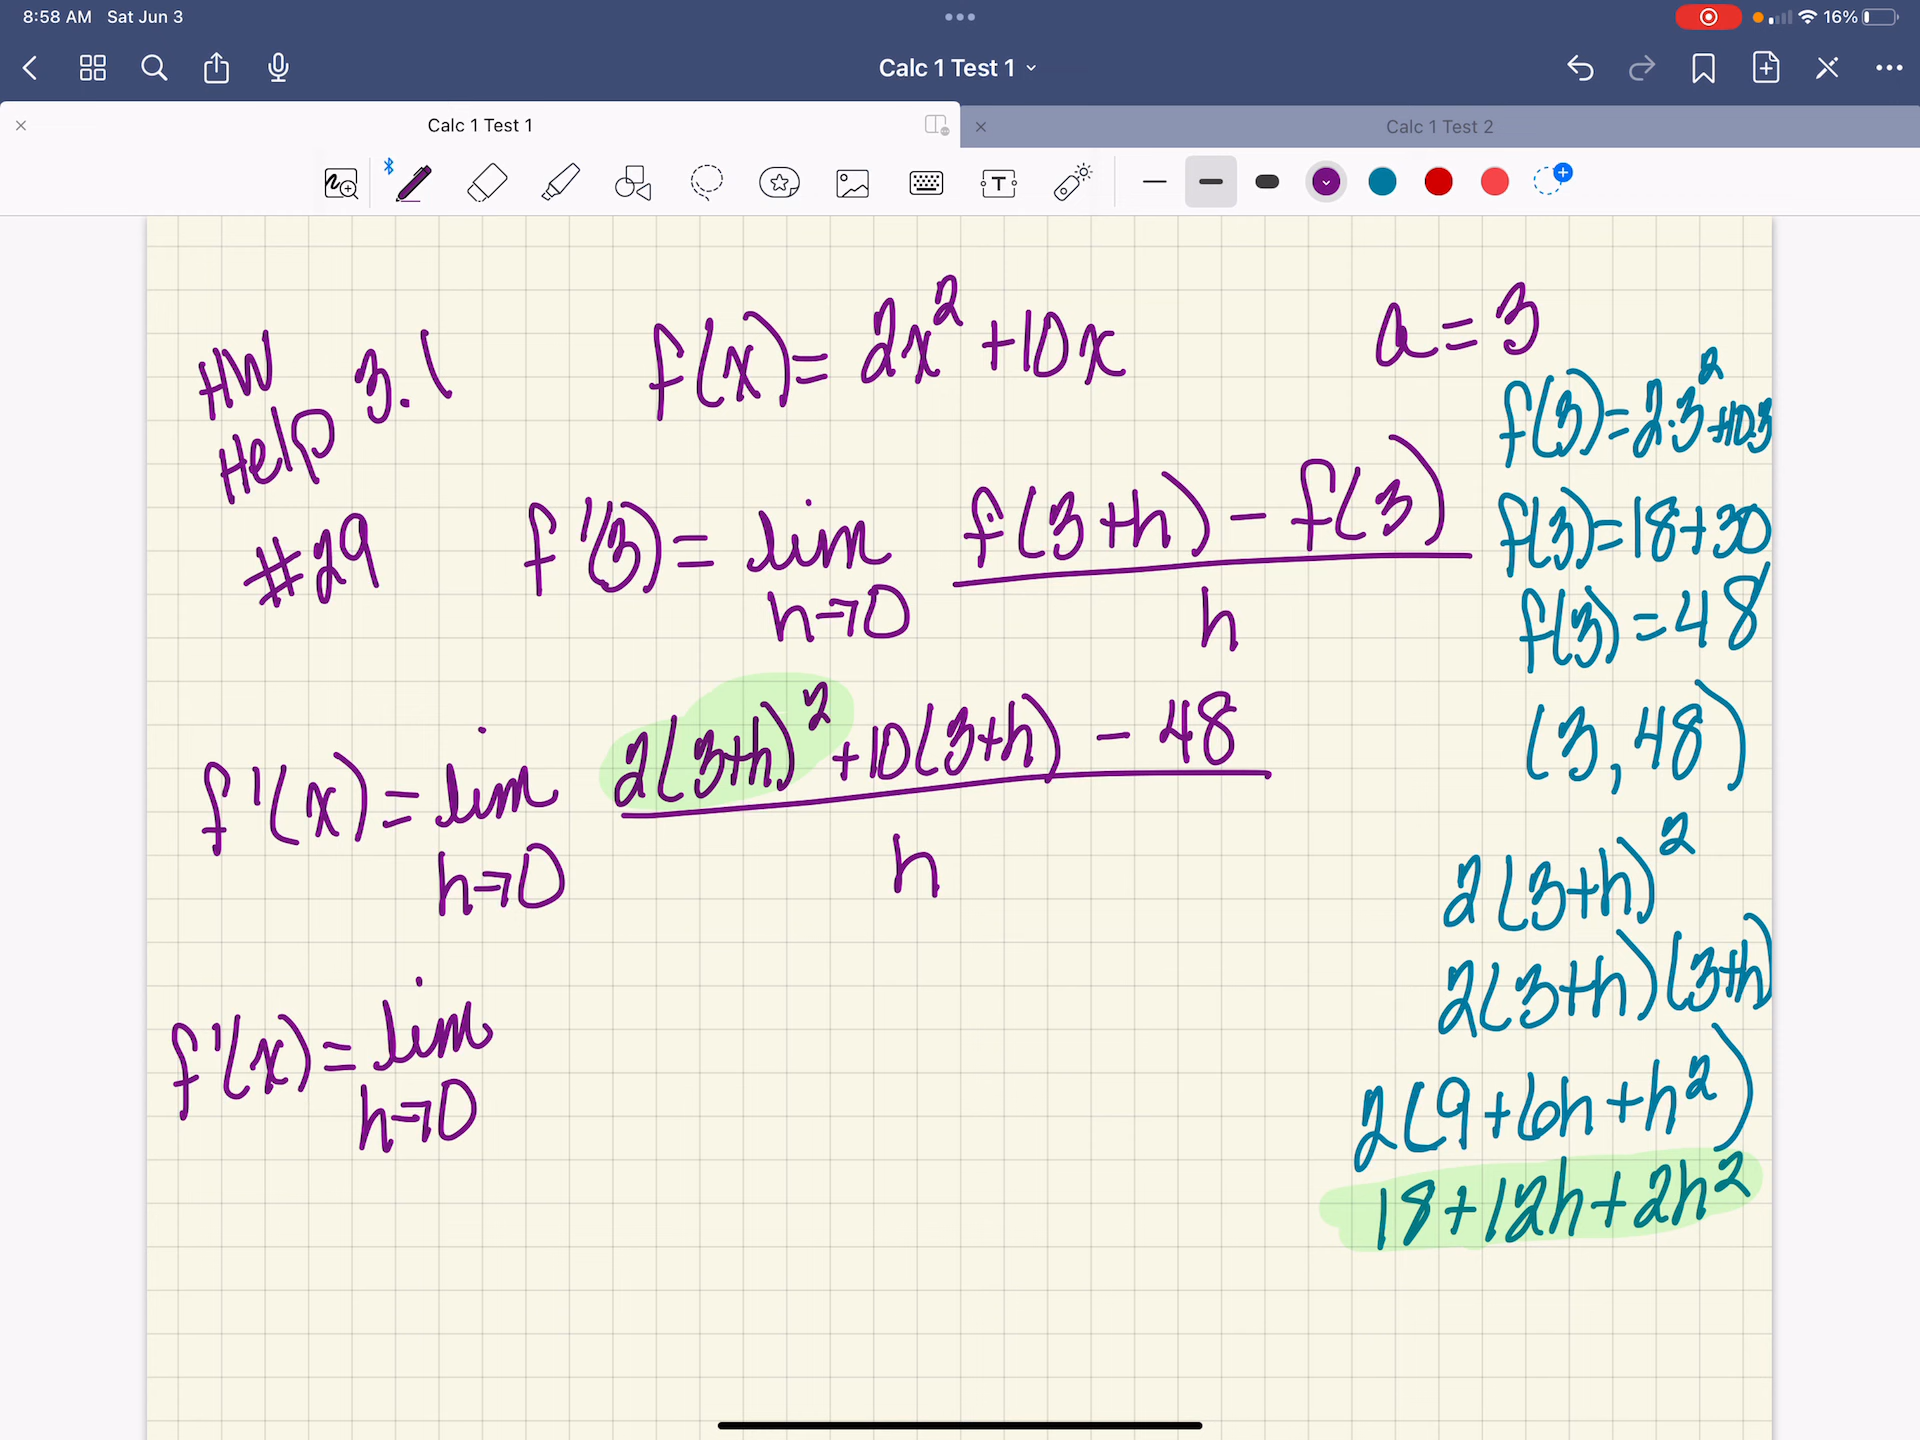 8:58 AM Sat Jun 3
16%
Calc 1 Test 1
Calc 1 Test 1
Calc 1 Test 2
T
HW
Help 3.1
#29
f(x) = 2x² + 10x
a = 3
f(3) = 2·3² + 10·3
f'(3) = lim h→0 f(3+h) - f(3) / h
f(3) = 18 + 30
f(3) = 48
(3, 48)
f'(x) = lim h→0 2(3+h)² + 10(3+h) - 48 / h
2(3+h)²
2(3+h)(3+h)
f'(x) = lim h→0
2(9 + 6h + h²)
18 + 12h + 2h²